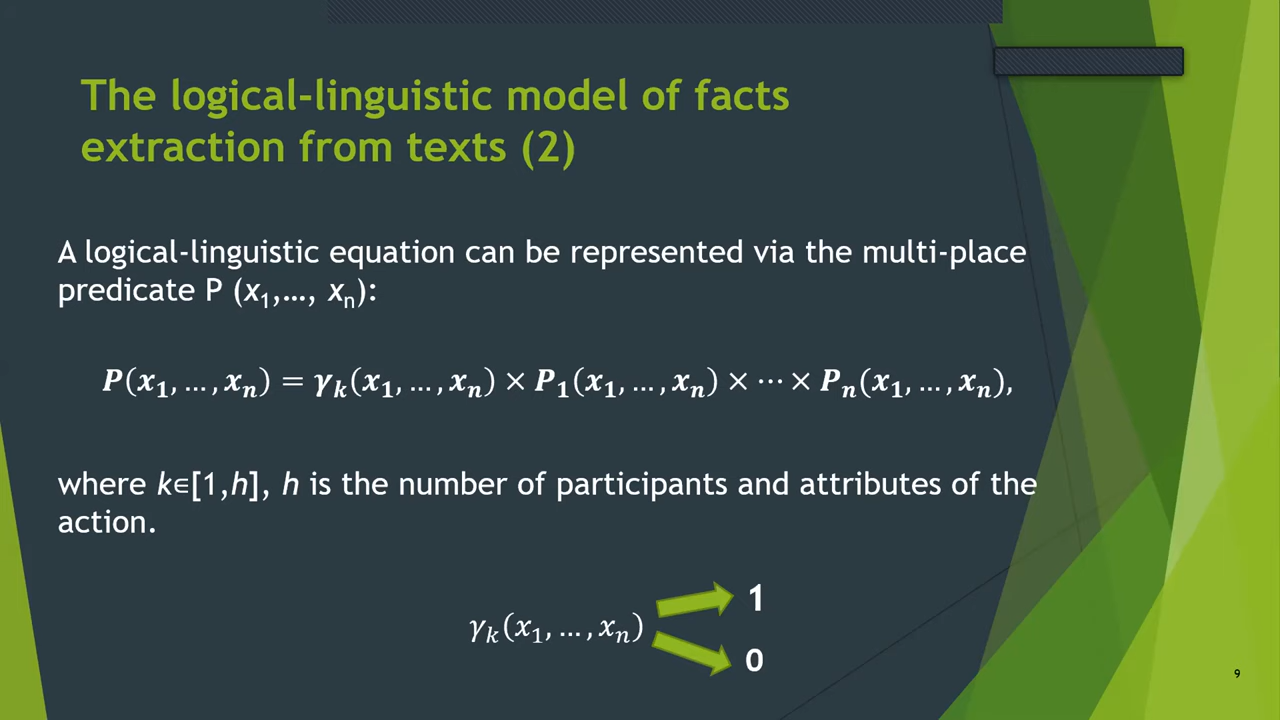 The logical-linguistic model of facts
extraction from texts (2)
A logical-linguistic equation can be represented via the multi-place
predicate P (x₁,…, xₙ):
𝑷(𝒙₁, … , 𝒙ₙ) = 𝜸ₖ(𝒙₁, … , 𝒙ₙ) × 𝑷₁(𝒙₁, … , 𝒙ₙ) × ⋯ × 𝑷ₙ(𝒙₁, … , 𝒙ₙ),
where k∈[1,h], h is the number of participants and attributes of the
action.
𝛾ₖ(𝑥₁, … , 𝑥ₙ)
1
0
9